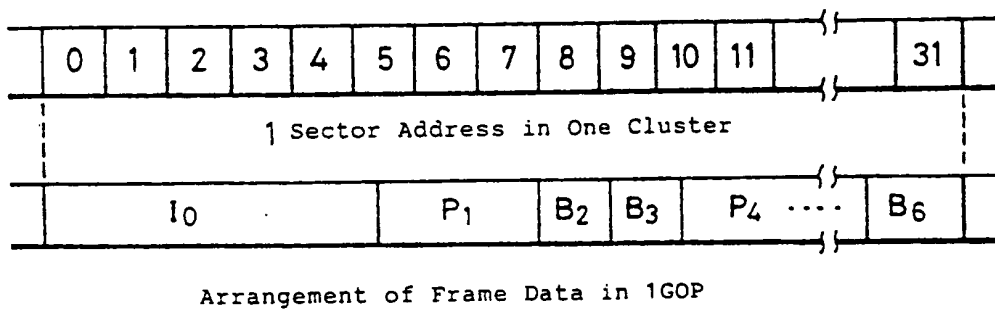 0 1 2 3 4 5 6 7 8 9 10 11 31
1 Sector Address in One Cluster
I0 P1 B2 B3 P4 ···· B6
Arrangement of Frame Data in 1GOP